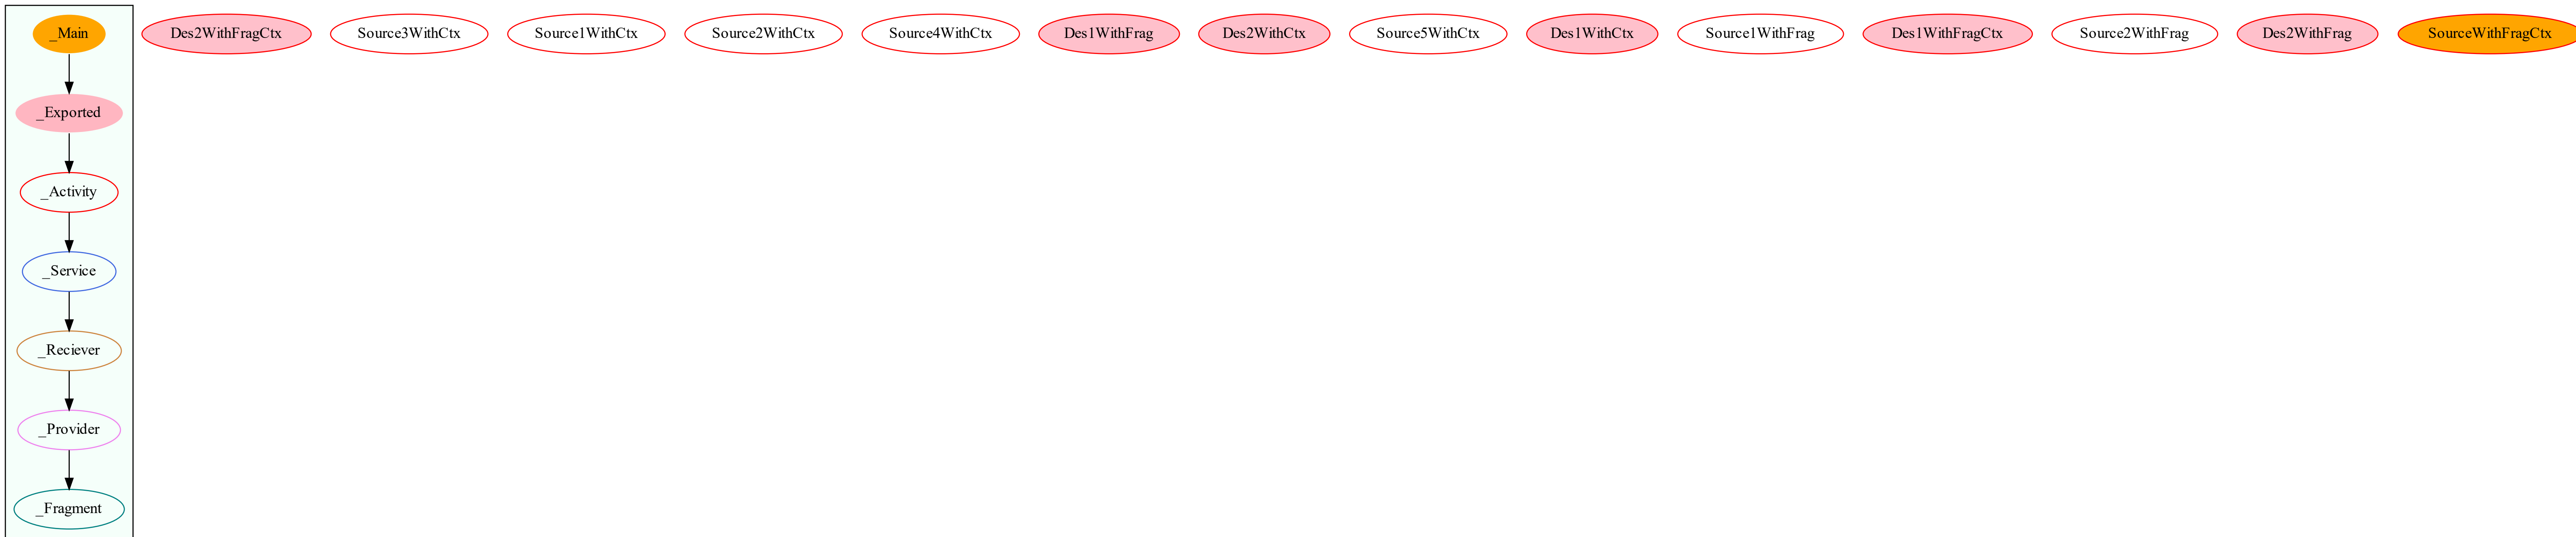 _Main
_Exported
_Activity
_Service
_Reciever
_Provider
_Fragment
Des2WithFragCtx
Source3WithCtx
Source1WithCtx
Source2WithCtx
Source4WithCtx
Des1WithFrag
Des2WithCtx
Source5WithCtx
Des1WithCtx
Source1WithFrag
Des1WithFragCtx
Source2WithFrag
Des2WithFrag
SourceWithFragCtx